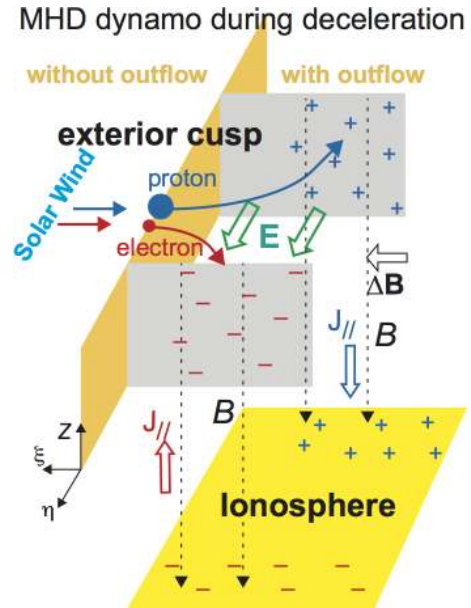 MHD dynamo during deceleration
without outflow
with outflow
exterior cusp
Solar Wind
proton
electron
E
ΔB
J//
B
B
J//
Z
ξ
η
Ionosphere